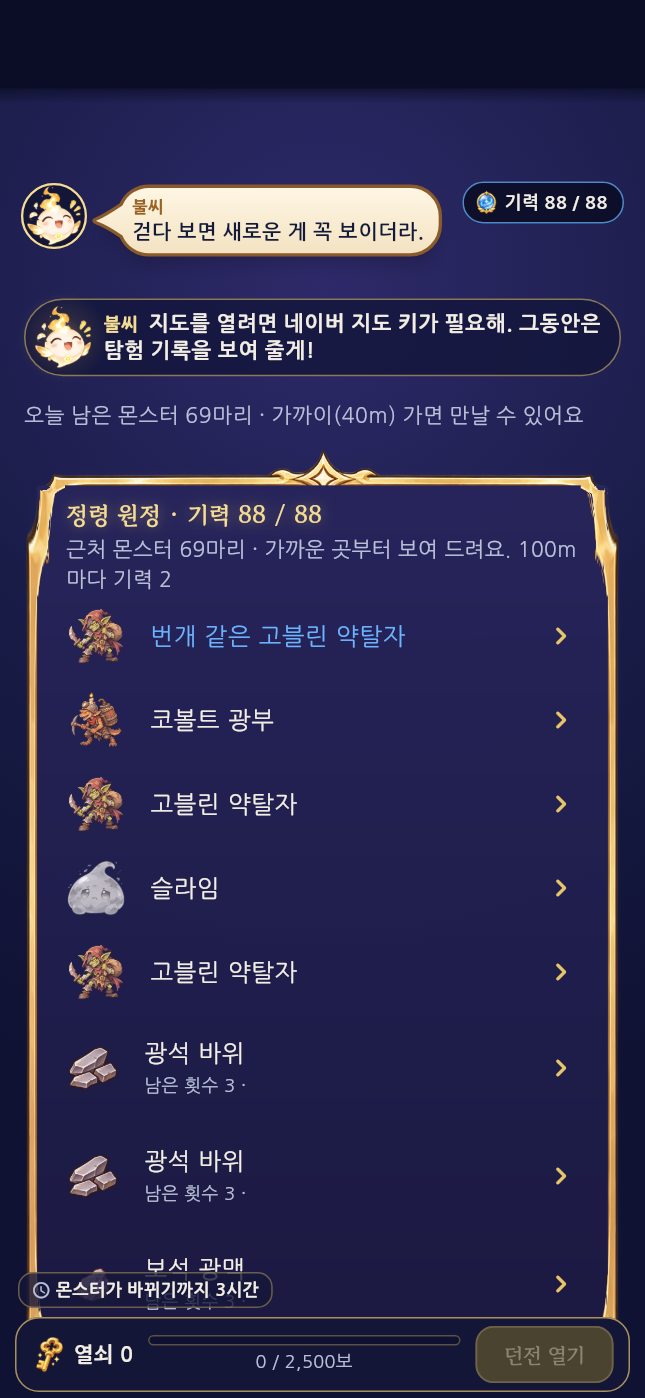 불씨
걷다 보면 새로운 게 꼭 보이더라.
기력 88 / 88
불씨 지도를 열려면 네이버 지도 키가 필요해. 그동안은
탐험 기록을 보여 줄게!
오늘 남은 몬스터 69마리 · 가까이(40m) 가면 만날 수 있어요
정령 원정 · 기력 88 / 88
근처 몬스터 69마리 · 가까운 곳부터 보여 드려요. 100m
마다 기력 2
번개 같은 고블린 약탈자
코볼트 광부
고블린 약탈자
슬라임
고블린 약탈자
광석 바위
남은 횟수 3 ·
광석 바위
남은 횟수 3 ·
보석 광맥
남은 횟수 3 ·
몬스터가 바뀌기까지 3시간
열쇠 0
0 / 2,500보
던전 열기